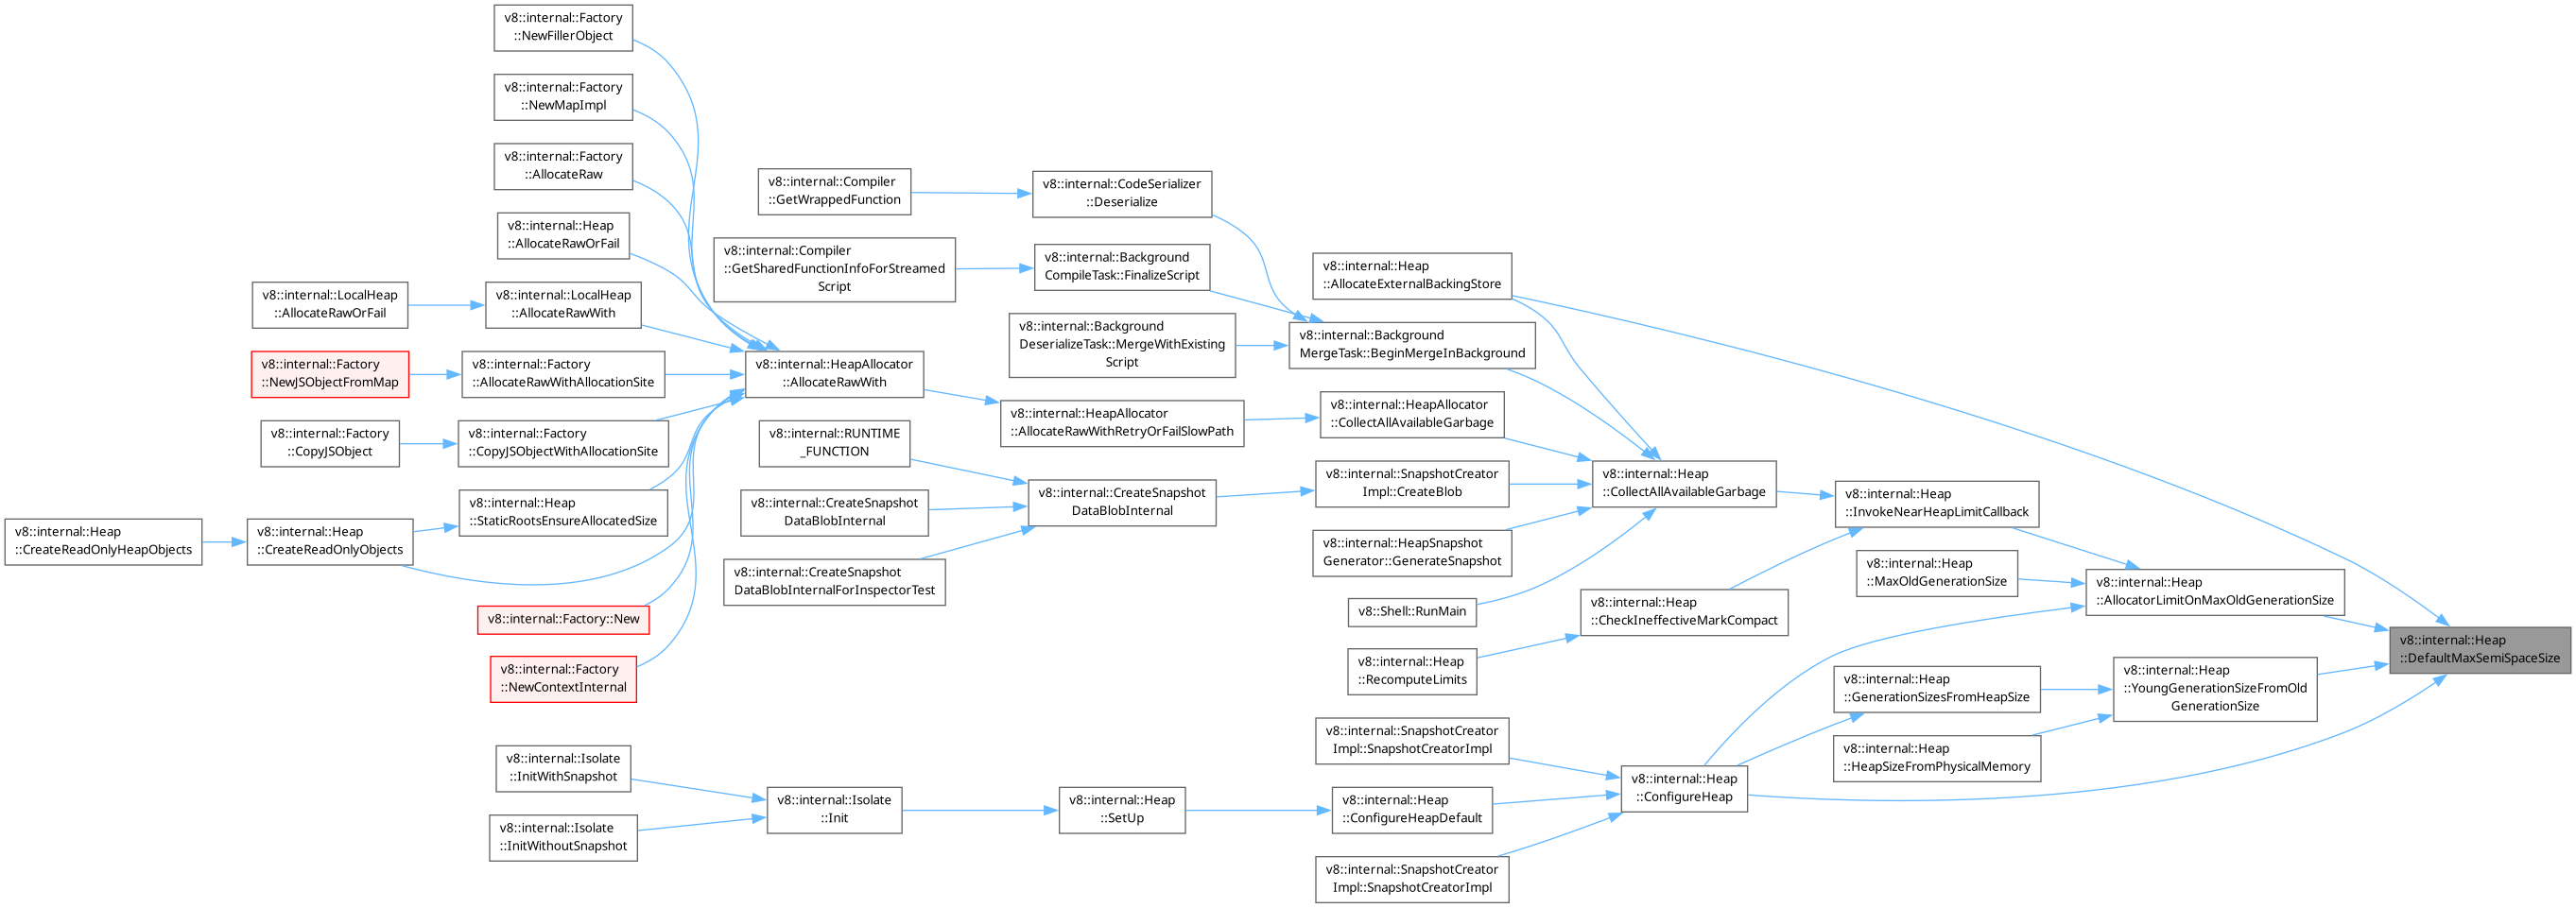 v8::internal::Factory
::NewFillerObject
v8::internal::Factory
::NewMapImpl
v8::internal::Factory
::AllocateRaw
v8::internal::Heap
::AllocateRawOrFail
v8::internal::LocalHeap
::AllocateRawOrFail
v8::internal::LocalHeap
::AllocateRawWith
v8::internal::Factory
::NewJSObjectFromMap
v8::internal::Factory
::AllocateRawWithAllocationSite
v8::internal::Factory
::CopyJSObject
v8::internal::Factory
::CopyJSObjectWithAllocationSite
v8::internal::Heap
::CreateReadOnlyHeapObjects
v8::internal::Heap
::CreateReadOnlyObjects
v8::internal::Heap
::StaticRootsEnsureAllocatedSize
v8::internal::Factory::New
v8::internal::Factory
::NewContextInternal
v8::internal::Isolate
::InitWithSnapshot
v8::internal::Isolate
::InitWithoutSnapshot
v8::internal::Compiler
::GetWrappedFunction
v8::internal::Compiler
::GetSharedFunctionInfoForStreamed
Script
v8::internal::HeapAllocator
::AllocateRawWith
v8::internal::RUNTIME
_FUNCTION
v8::internal::CreateSnapshot
DataBlobInternal
v8::internal::CreateSnapshot
DataBlobInternalForInspectorTest
v8::internal::Isolate
::Init
v8::internal::CodeSerializer
::Deserialize
v8::internal::Background
CompileTask::FinalizeScript
v8::internal::Background
DeserializeTask::MergeWithExisting
Script
v8::internal::HeapAllocator
::AllocateRawWithRetryOrFailSlowPath
v8::internal::CreateSnapshot
DataBlobInternal
v8::internal::Heap
::SetUp
v8::internal::Heap
::AllocateExternalBackingStore
v8::internal::Background
MergeTask::BeginMergeInBackground
v8::internal::HeapAllocator
::CollectAllAvailableGarbage
v8::internal::SnapshotCreator
Impl::CreateBlob
v8::internal::HeapSnapshot
Generator::GenerateSnapshot
v8::Shell::RunMain
v8::internal::Heap
::RecomputeLimits
v8::internal::SnapshotCreator
Impl::SnapshotCreatorImpl
v8::internal::Heap
::ConfigureHeapDefault
v8::internal::SnapshotCreator
Impl::SnapshotCreatorImpl
v8::internal::Heap
::CollectAllAvailableGarbage
v8::internal::Heap
::CheckIneffectiveMarkCompact
v8::internal::Heap
::ConfigureHeap
v8::internal::Heap
::InvokeNearHeapLimitCallback
v8::internal::Heap
::MaxOldGenerationSize
v8::internal::Heap
::GenerationSizesFromHeapSize
v8::internal::Heap
::HeapSizeFromPhysicalMemory
v8::internal::Heap
::AllocatorLimitOnMaxOldGenerationSize
v8::internal::Heap
::YoungGenerationSizeFromOld
GenerationSize
v8::internal::Heap
::DefaultMaxSemiSpaceSize